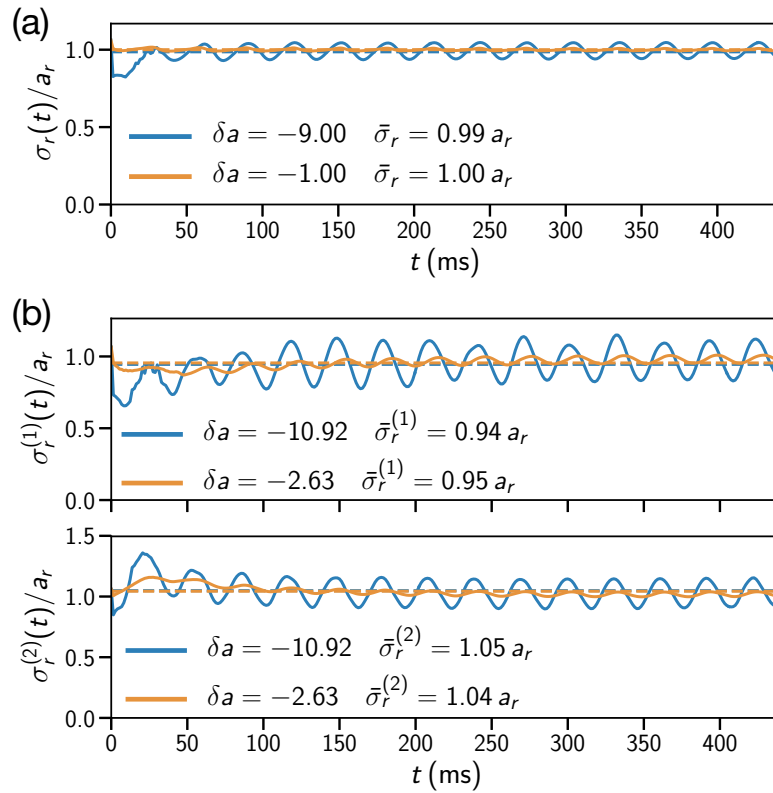 (a)
σ_r(t)/a_r
1.0
0.5
0.0
δa = −9.00 σ̄_r = 0.99 a_r
δa = −1.00 σ̄_r = 1.00 a_r
0 50 100 150 200 250 300 350 400
t (ms)
(b)
σ_r^(1)(t)/a_r
1.0
0.5
0.0
δa = −10.92 σ̄_r^(1) = 0.94 a_r
δa = −2.63 σ̄_r^(1) = 0.95 a_r
σ_r^(2)(t)/a_r
1.5
1.0
0.5
0.0
δa = −10.92 σ̄_r^(2) = 1.05 a_r
δa = −2.63 σ̄_r^(2) = 1.04 a_r
0 50 100 150 200 250 300 350 400
t (ms)